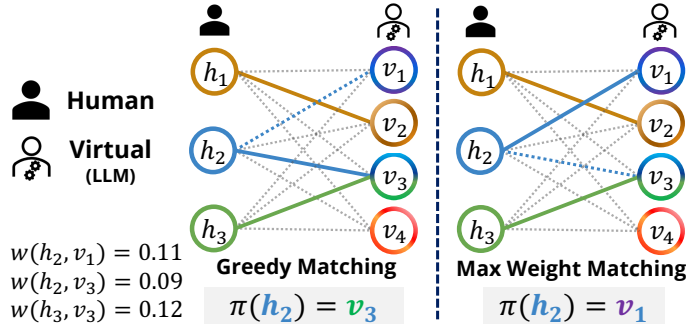 Human
Virtual
(LLM)
w(h₂, v₁) = 0.11
w(h₂, v₃) = 0.09
w(h₃, v₃) = 0.12
h₁
h₂
h₃
v₁
v₂
v₃
v₄
Greedy Matching
π(h₂) = v₃
h₁
h₂
h₃
v₁
v₂
v₃
v₄
Max Weight Matching
π(h₂) = v₁